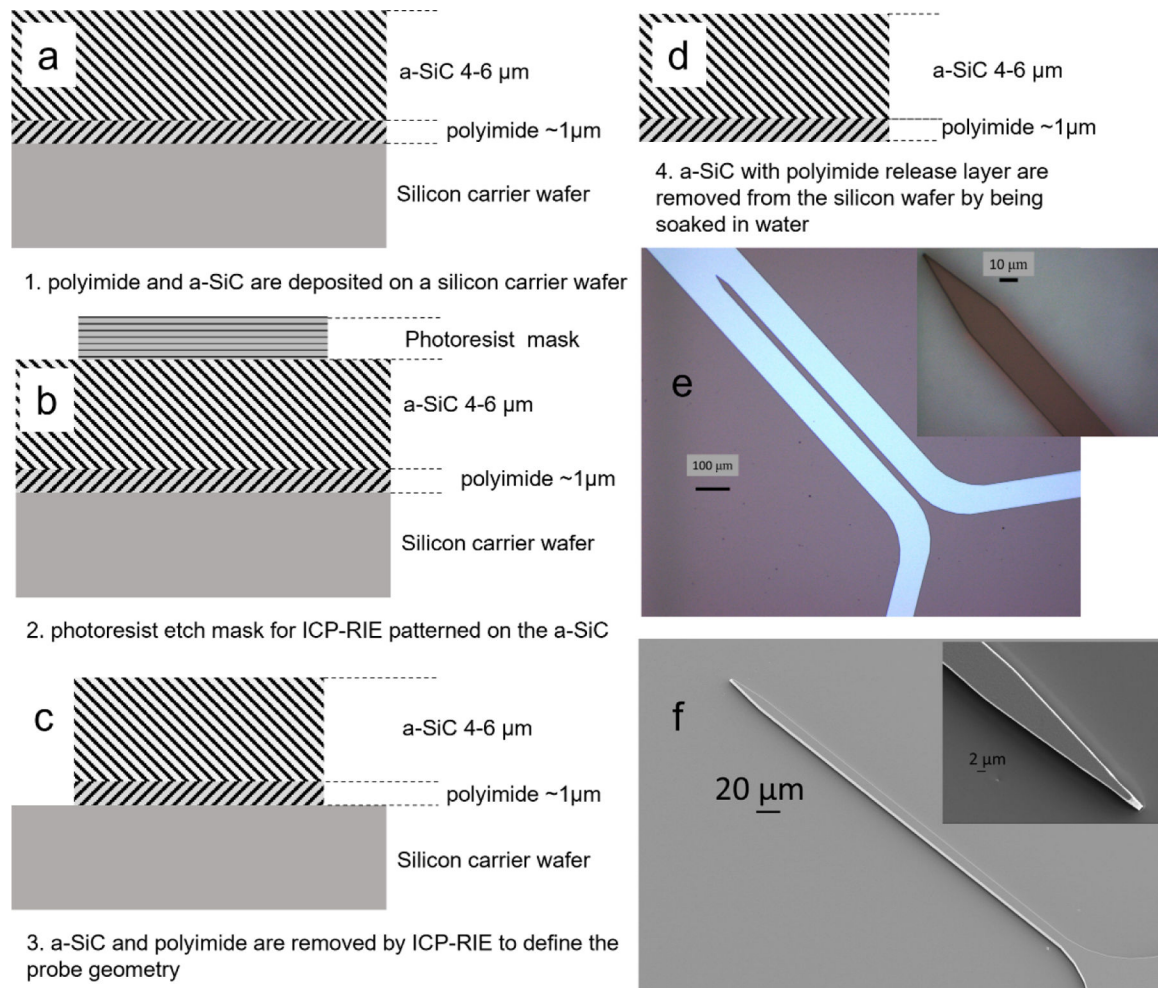 a
a-SiC 4-6 μm
polyimide ~1μm
Silicon carrier wafer
1. polyimide and a-SiC are deposited on a silicon carrier wafer
Photoresist mask
b
a-SiC 4-6 μm
polyimide ~1μm
Silicon carrier wafer
2. photoresist etch mask for ICP-RIE patterned on the a-SiC
c
a-SiC 4-6 μm
polyimide ~1μm
Silicon carrier wafer
3. a-SiC and polyimide are removed by ICP-RIE to define the
probe geometry
d
a-SiC 4-6 μm
polyimide ~1μm
4. a-SiC with polyimide release layer are
removed from the silicon wafer by being
soaked in water
10 μm
e
100 μm
f
2 μm
20 μm